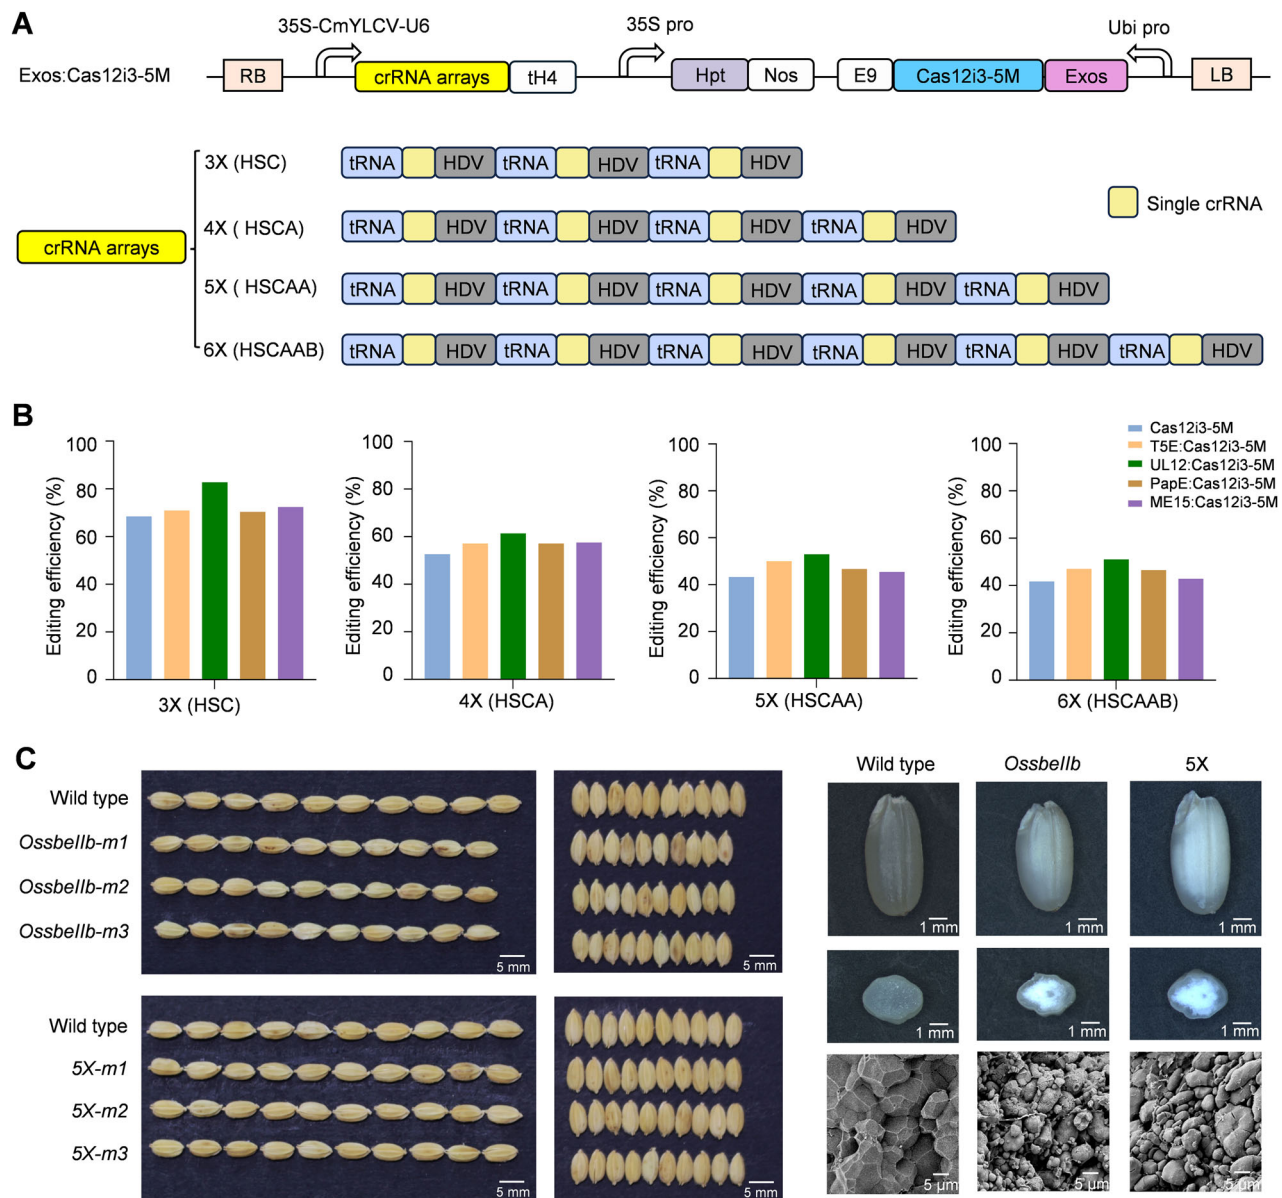 A
35S-CmYLCV-U6
35S pro
Ubi pro
Exos:Cas12i3-5M
RB
crRNA arrays
tH4
Hpt
Nos
E9
Cas12i3-5M
Exos
LB
crRNA arrays
3X (HSC)
tRNA HDV tRNA HDV tRNA HDV
4X ( HSCA)
tRNA HDV tRNA HDV tRNA HDV tRNA HDV
5X ( HSCAA)
tRNA HDV tRNA HDV tRNA HDV tRNA HDV tRNA HDV
6X (HSCAAB)
tRNA HDV tRNA HDV tRNA HDV tRNA HDV tRNA HDV tRNA HDV
Single crRNA
B
Editing efficiency (%)
100
80
60
40
20
0
3X (HSC)
Editing efficiency (%)
100
80
60
40
20
0
4X (HSCA)
Editing efficiency (%)
100
80
60
40
20
0
5X (HSCAA)
Editing efficiency (%)
100
80
60
40
20
0
6X (HSCAAB)
Cas12i3-5M
T5E:Cas12i3-5M
UL12:Cas12i3-5M
PapE:Cas12i3-5M
ME15:Cas12i3-5M
C
Wild type
OssbeIIb-m1
OssbeIIb-m2
OssbeIIb-m3
5 mm
5 mm
Wild type
5X-m1
5X-m2
5X-m3
5 mm
5 mm
Wild type
OssbeIIb
5X
1 mm
1 mm
1 mm
1 mm
1 mm
1 mm
5 µm
5 µm
5 µm